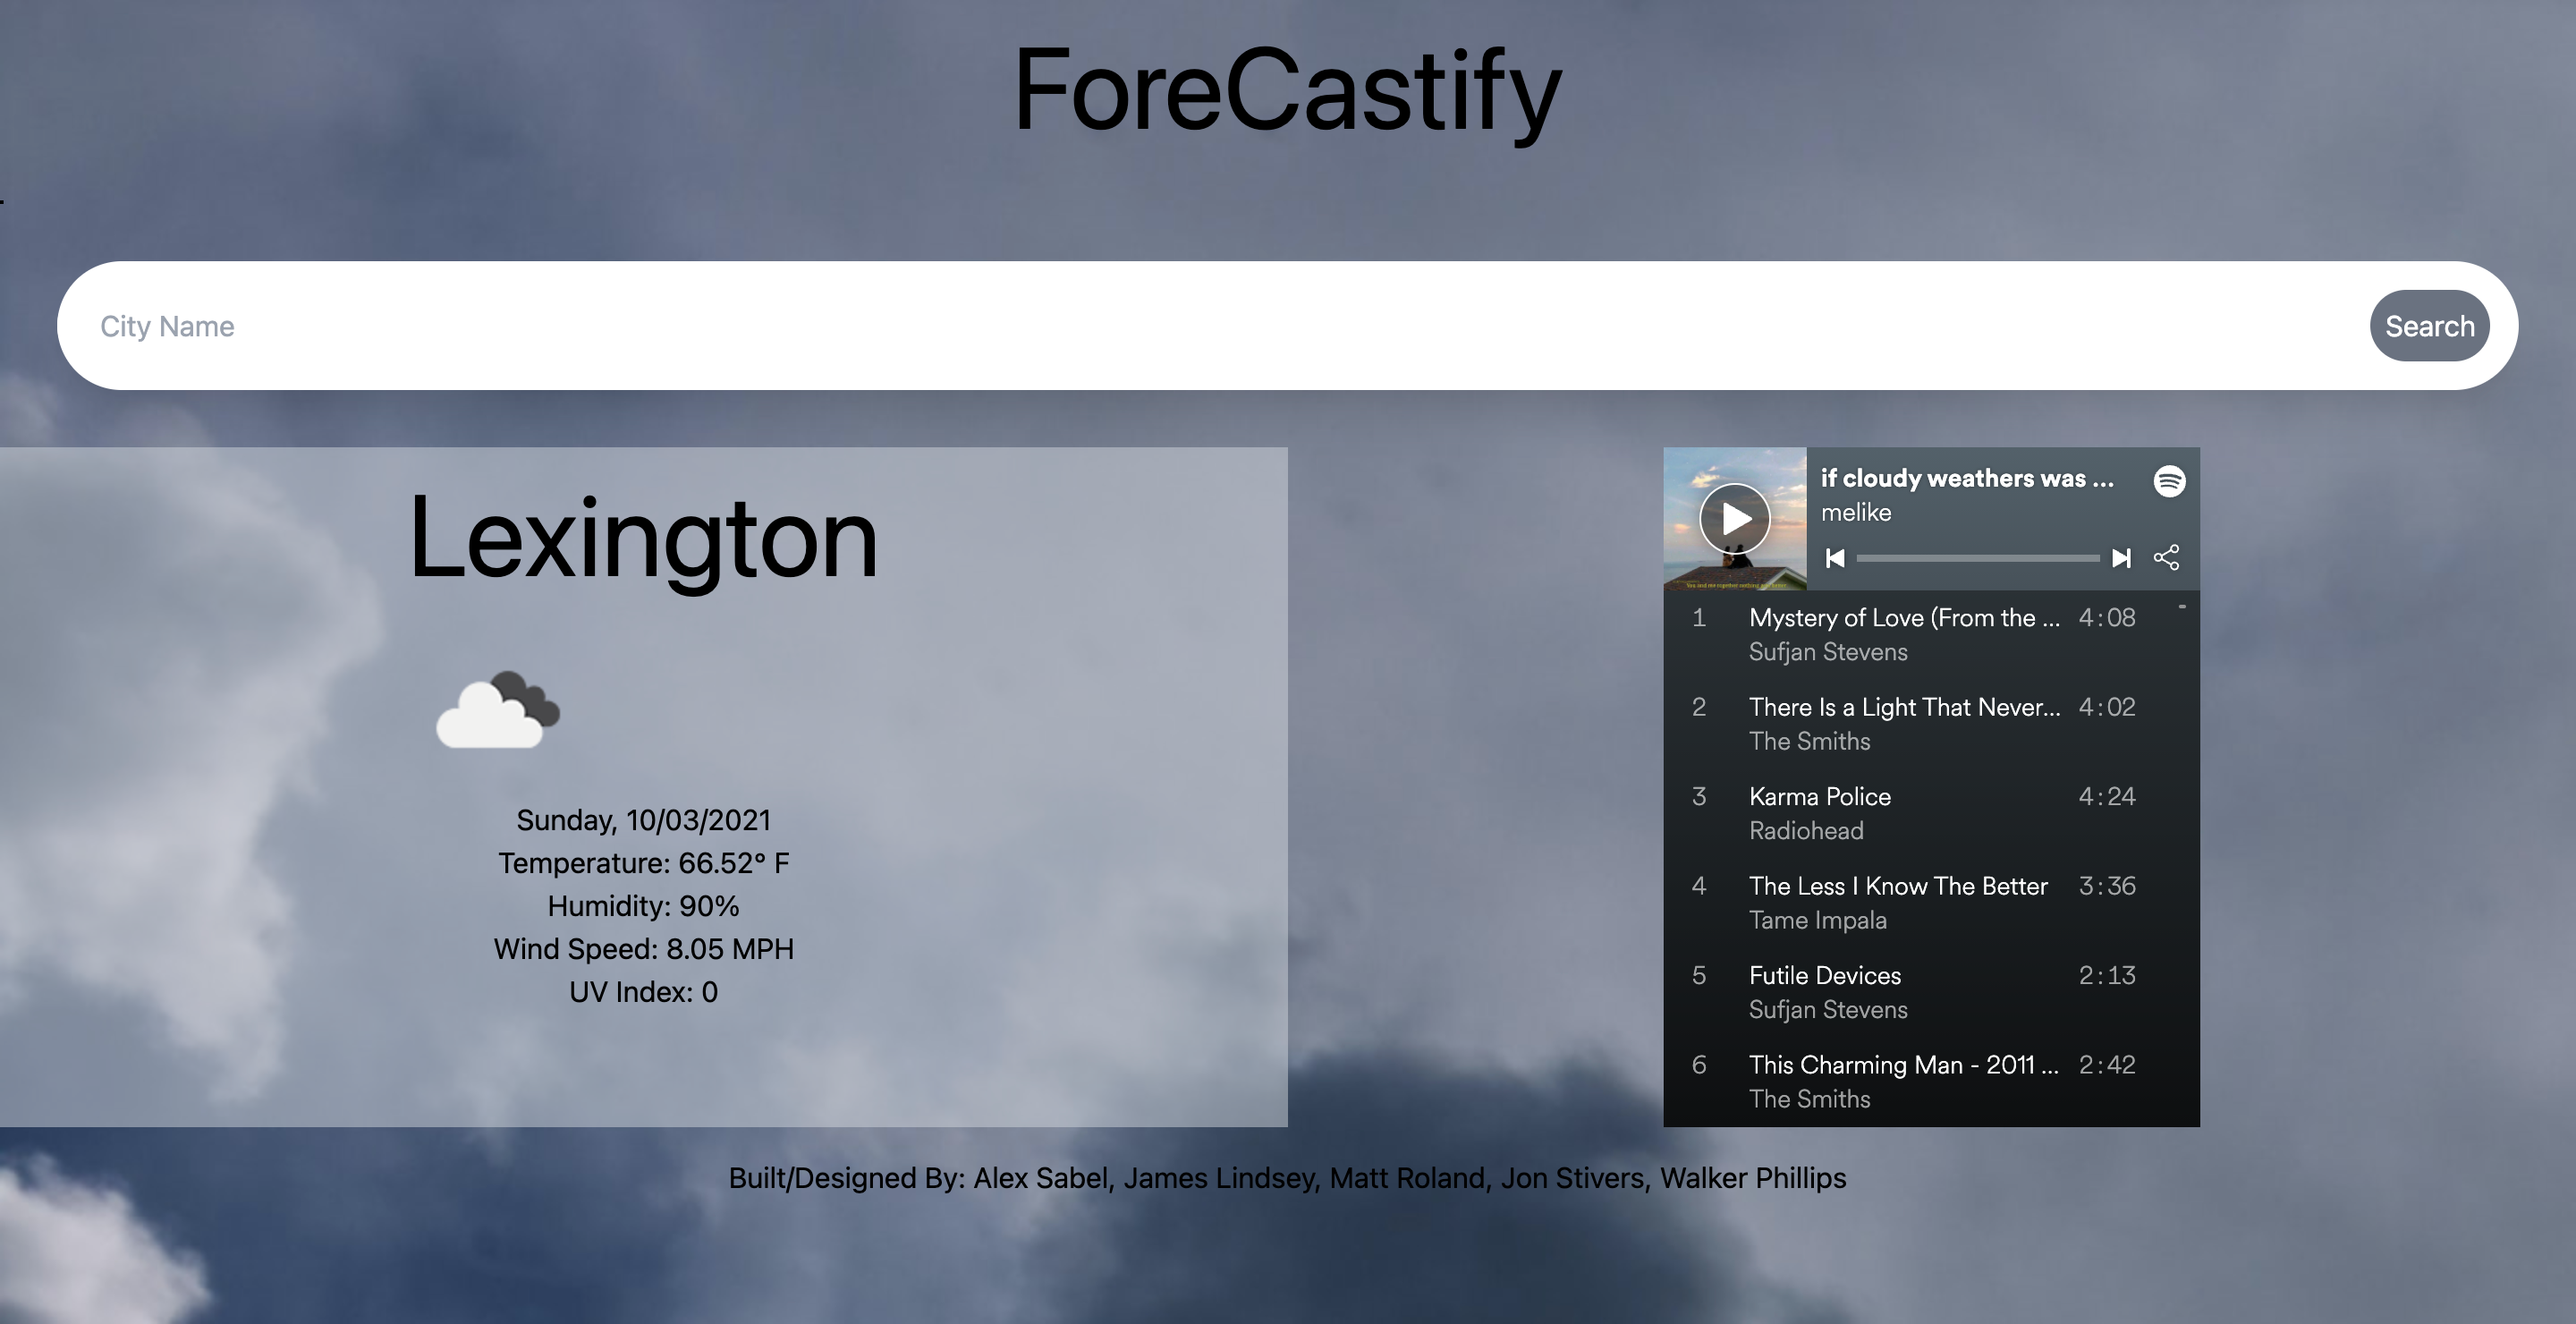 ForeCastify
City Name
Search
Lexington
Sunday, 10/03/2021
Temperature: 66.52° F
Humidity: 90%
Wind Speed: 8.05 MPH
UV Index: 0
if cloudy weathers was ...
melike
1 Mystery of Love (From the ... 4:08
Sufjan Stevens
2 There Is a Light That Never... 4:02
The Smiths
3 Karma Police 4:24
Radiohead
4 The Less I Know The Better 3:36
Tame Impala
5 Futile Devices 2:13
Sufjan Stevens
6 This Charming Man - 2011 ... 2:42
The Smiths
Built/Designed By: Alex Sabel, James Lindsey, Matt Roland, Jon Stivers, Walker Phillips